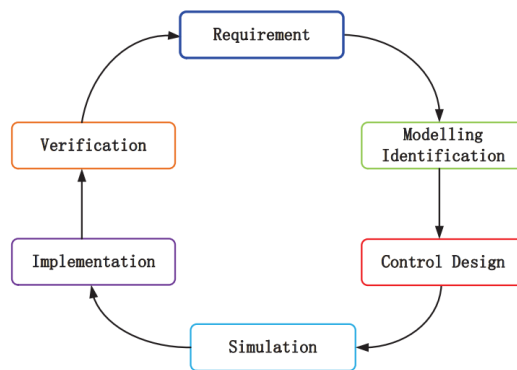 Requirement
Modelling
Identification
Control Design
Simulation
Implementation
Verification